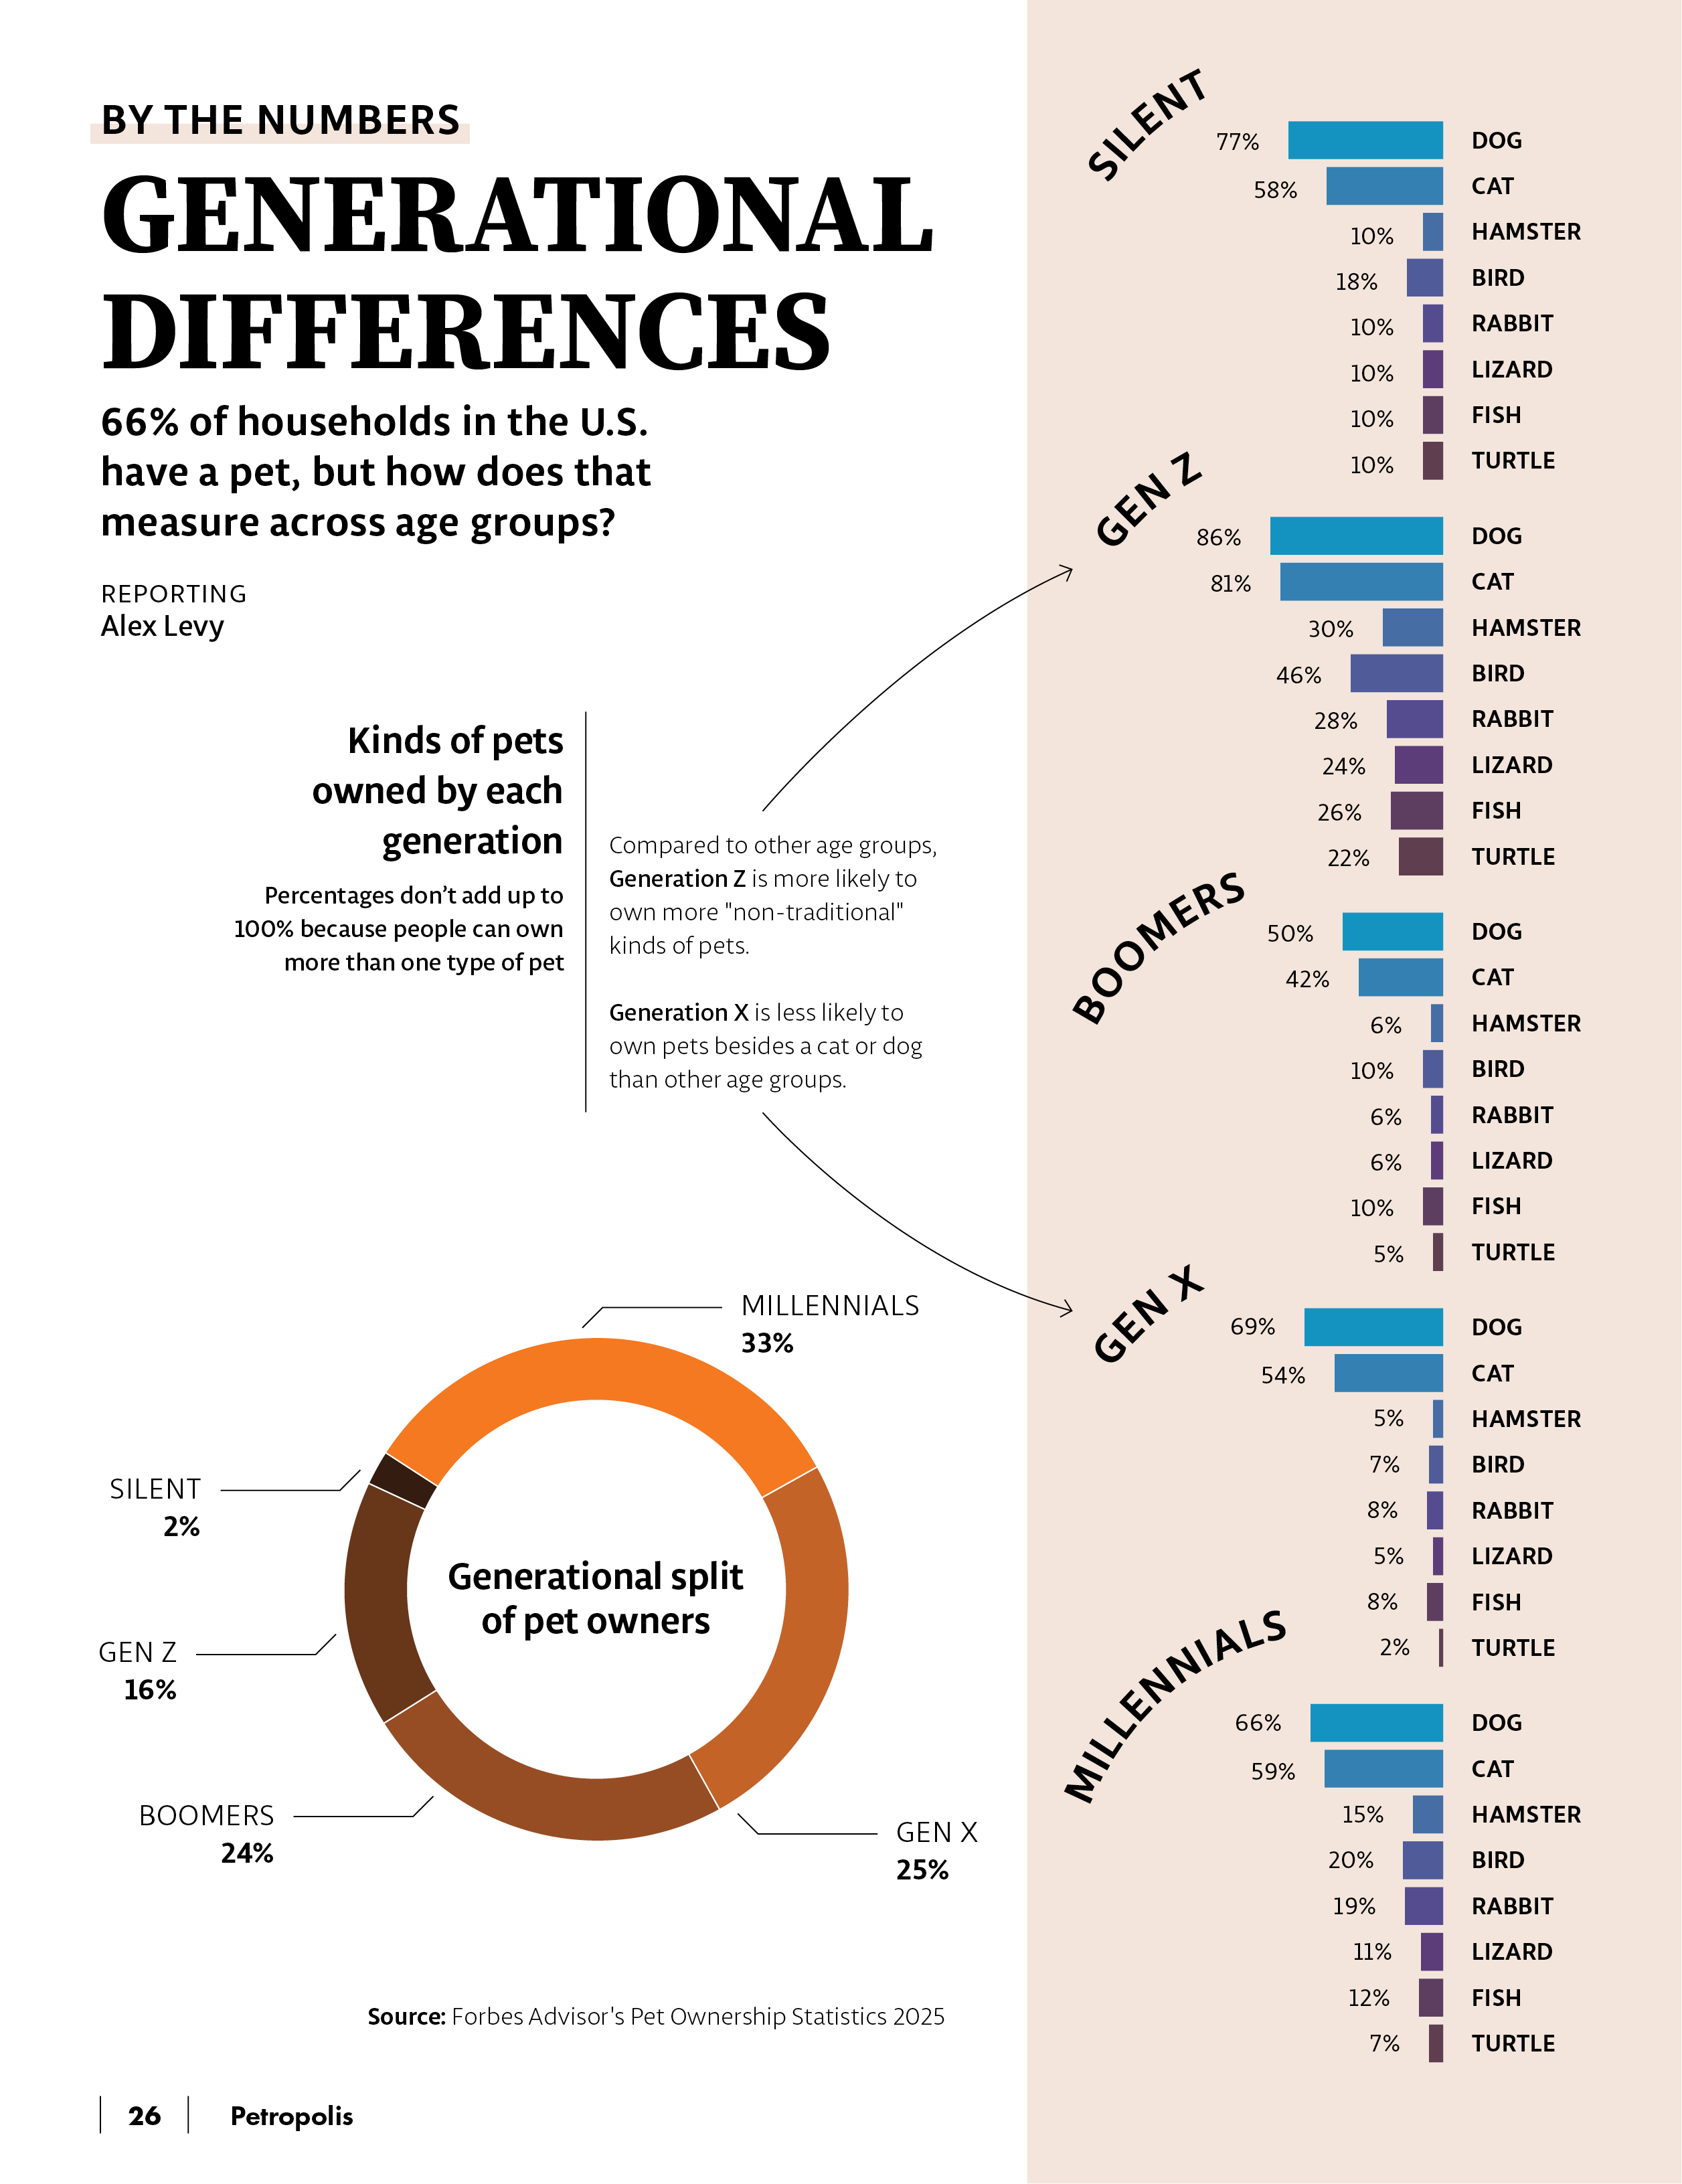 BY THE NUMBERS
GENERATIONAL
DIFFERENCES
66% of households in the U.S.
have a pet, but how does that
measure across age groups?
REPORTING
Alex Levy
Kinds of pets
owned by each
generation
Percentages don’t add up to
100% because people can own
more than one type of pet
Compared to other age groups,
Generation Z is more likely to
own more "non-traditional"
kinds of pets.
Generation X is less likely to
own pets besides a cat or dog
than other age groups.
MILLENNIALS
33%
SILENT
2%
GEN Z
16%
BOOMERS
24%
GEN X
25%
Generational split
of pet owners
Source: Forbes Advisor's Pet Ownership Statistics 2025
26 Petropolis
SILENT
77% DOG
58% CAT
10% HAMSTER
18% BIRD
10% RABBIT
10% LIZARD
10% FISH
10% TURTLE
GEN Z
86% DOG
81% CAT
30% HAMSTER
46% BIRD
28% RABBIT
24% LIZARD
26% FISH
22% TURTLE
BOOMERS
50% DOG
42% CAT
6% HAMSTER
10% BIRD
6% RABBIT
6% LIZARD
10% FISH
5% TURTLE
GEN X
69% DOG
54% CAT
5% HAMSTER
7% BIRD
8% RABBIT
5% LIZARD
8% FISH
2% TURTLE
MILLENNIALS
66% DOG
59% CAT
15% HAMSTER
20% BIRD
19% RABBIT
11% LIZARD
12% FISH
7% TURTLE